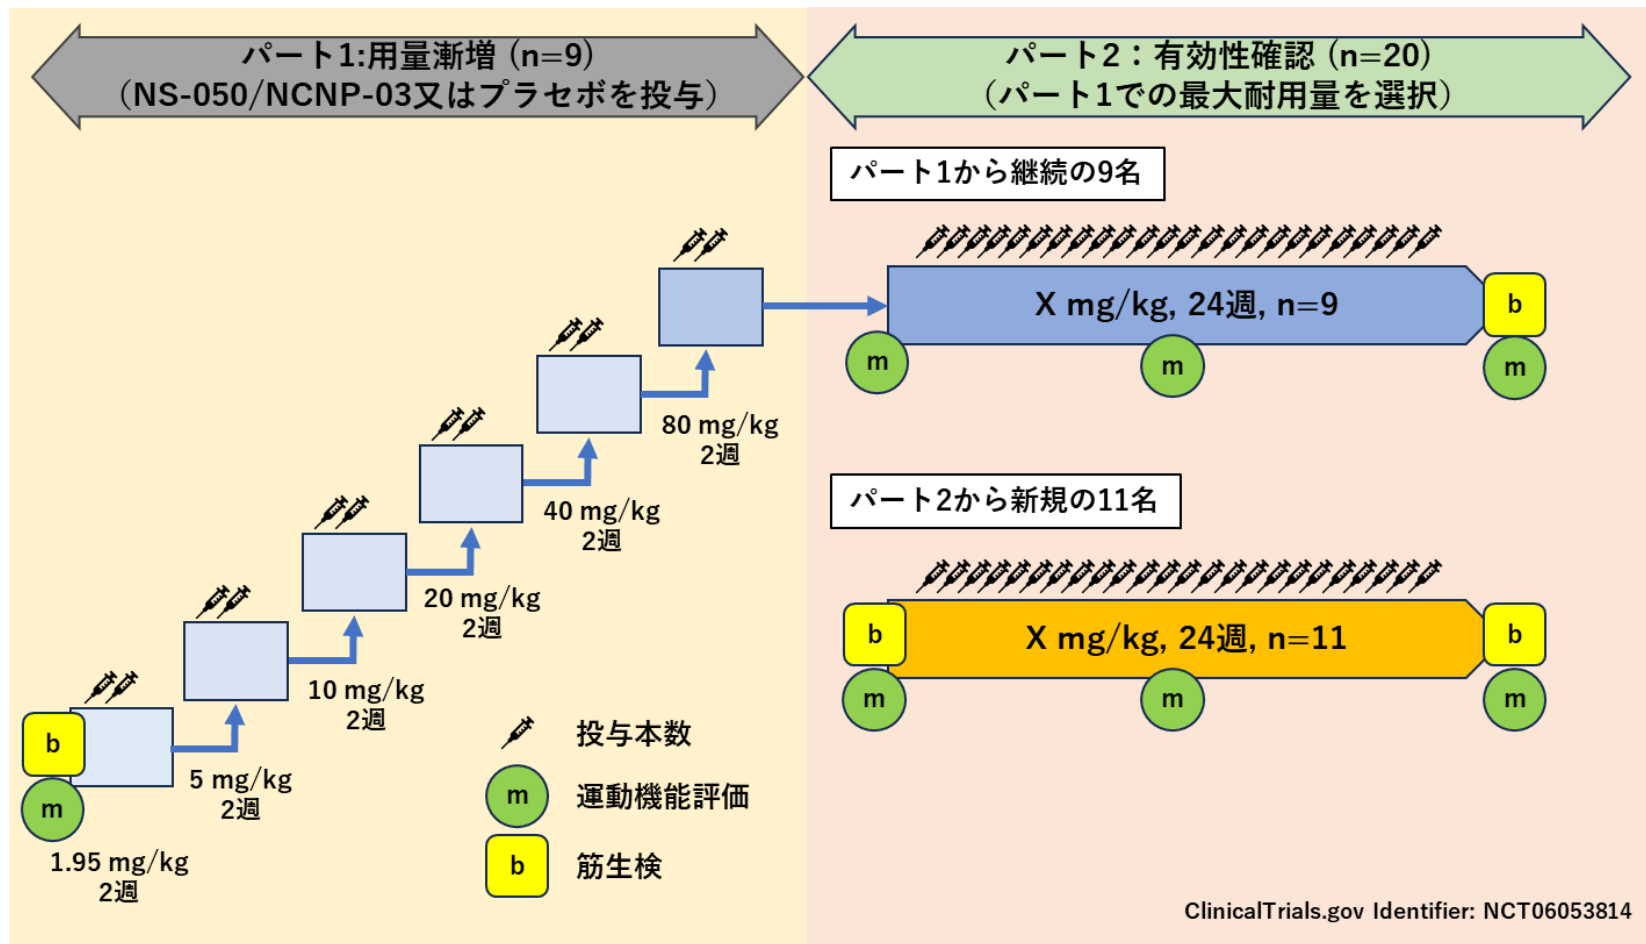 パート1:用量漸増 (n=9)
（NS-050/NCNP-03又はプラセボを投与）
パート2：有効性確認 (n=20)
（パート1での最大耐用量を選択）
パート1から継続の9名
X mg/kg, 24週, n=9
b
m
m
m
80 mg/kg
2週
40 mg/kg
2週
20 mg/kg
2週
10 mg/kg
2週
5 mg/kg
2週
b
m
1.95 mg/kg
2週
パート2から新規の11名
b
X mg/kg, 24週, n=11
b
m
m
m
投与本数
m 運動機能評価
b 筋生検
ClinicalTrials.gov Identifier: NCT06053814